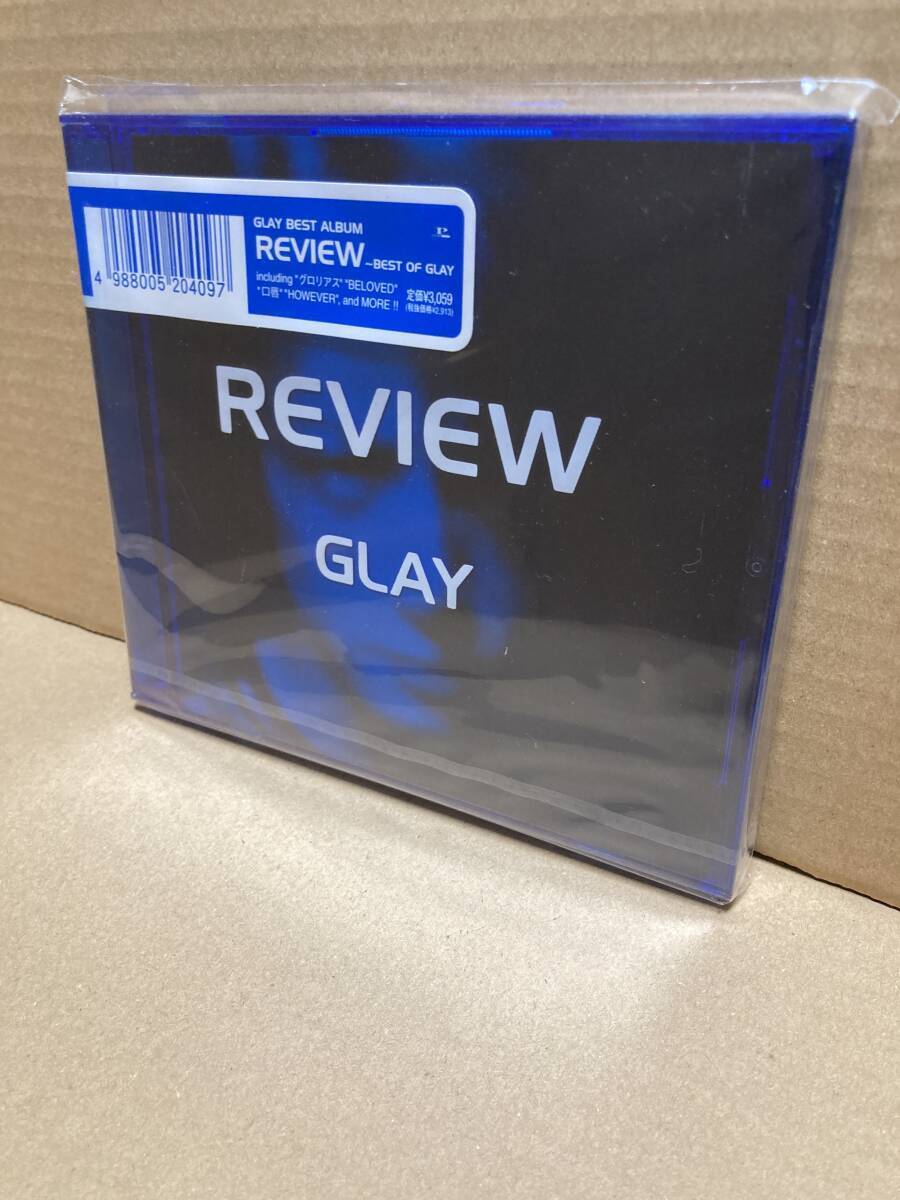 GLAY BEST ALBUM
REVIEW ~BEST OF GLAY
including "グロリアス" "BELOVED"
"口唇" "HOWEVER", and MORE !!
定価¥3,059
(税抜価格¥2,913)
4 988005 204097
REVIEW
GLAY